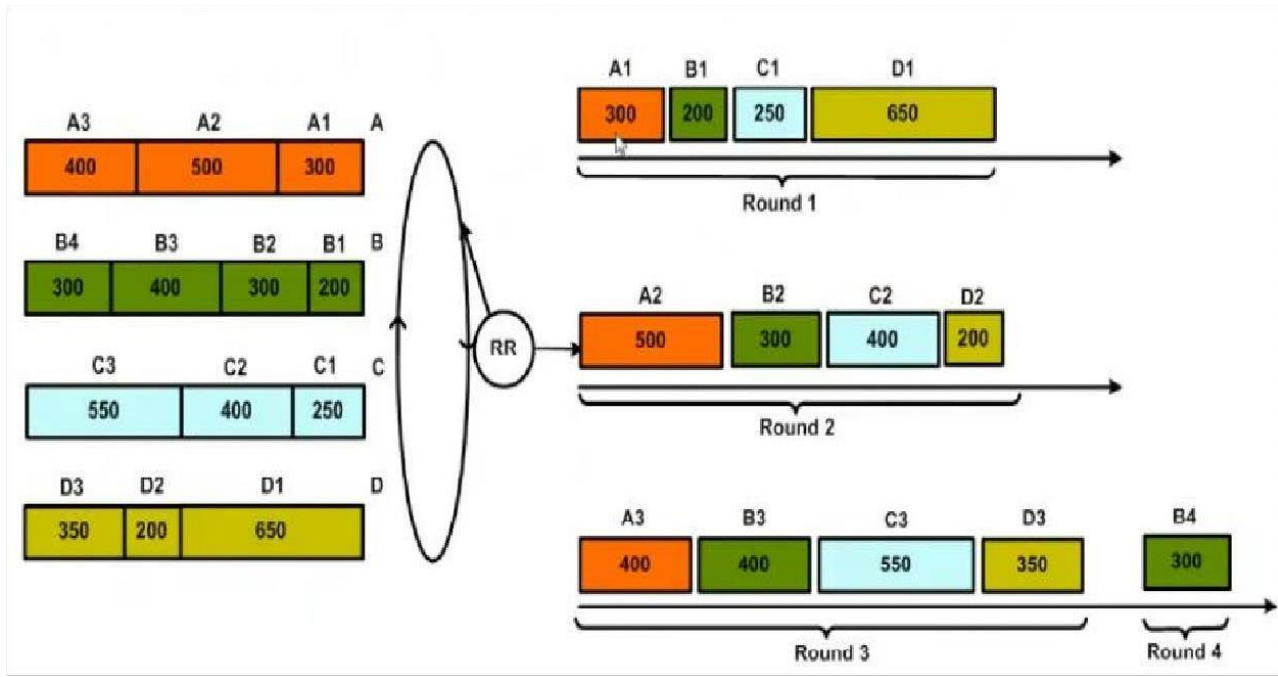 A3 A2 A1 A
400 500 300
B4 B3 B2 B1 B
300 400 300 200
C3 C2 C1 C
550 400 250
D3 D2 D1 D
350 200 650
RR
A1 B1 C1 D1
300 200 250 650
Round 1
A2 B2 C2 D2
500 300 400 200
Round 2
A3 B3 C3 D3 B4
400 400 550 350 300
Round 3 Round 4